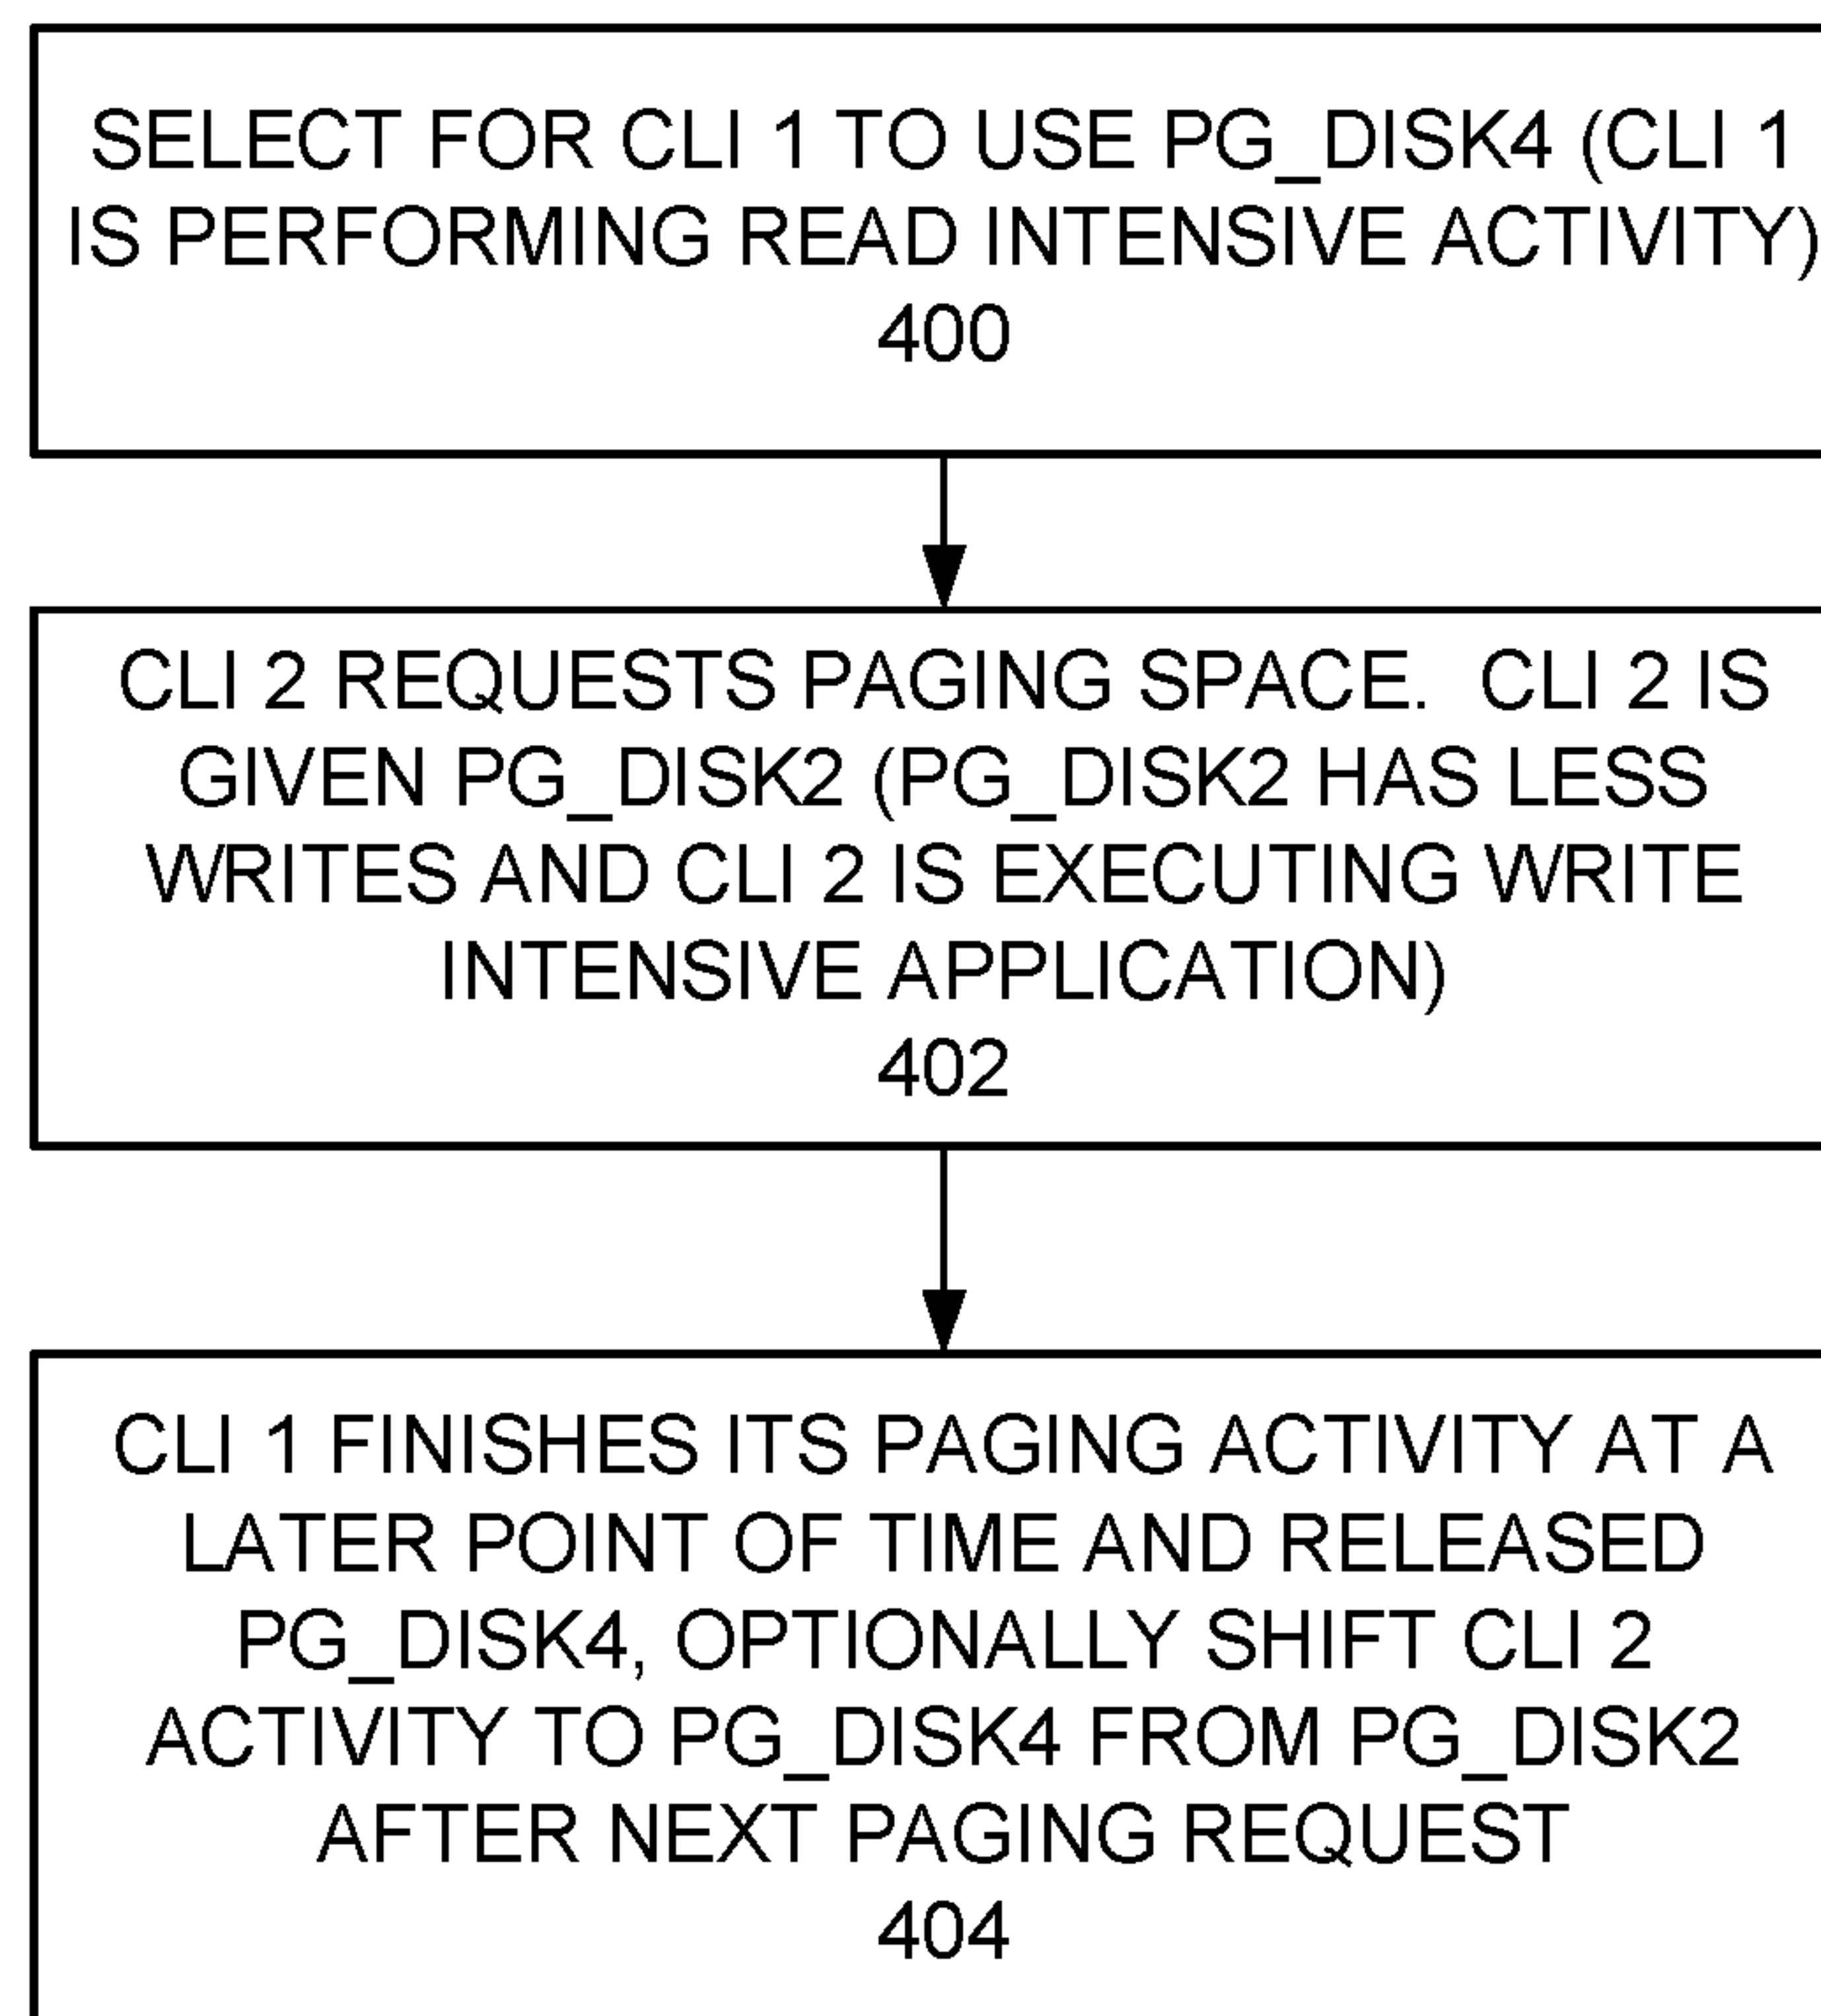 SELECT FOR CLI 1 TO USE PG_DISK4 (CLI 1
IS PERFORMING READ INTENSIVE ACTIVITY)
400
CLI 2 REQUESTS PAGING SPACE.  CLI 2 IS
GIVEN PG_DISK2 (PG_DISK2 HAS LESS
WRITES AND CLI 2 IS EXECUTING WRITE
INTENSIVE APPLICATION)
402
CLI 1 FINISHES ITS PAGING ACTIVITY AT A
LATER POINT OF TIME AND RELEASED
PG_DISK4, OPTIONALLY SHIFT CLI 2
ACTIVITY TO PG_DISK4 FROM PG_DISK2
AFTER NEXT PAGING REQUEST
404